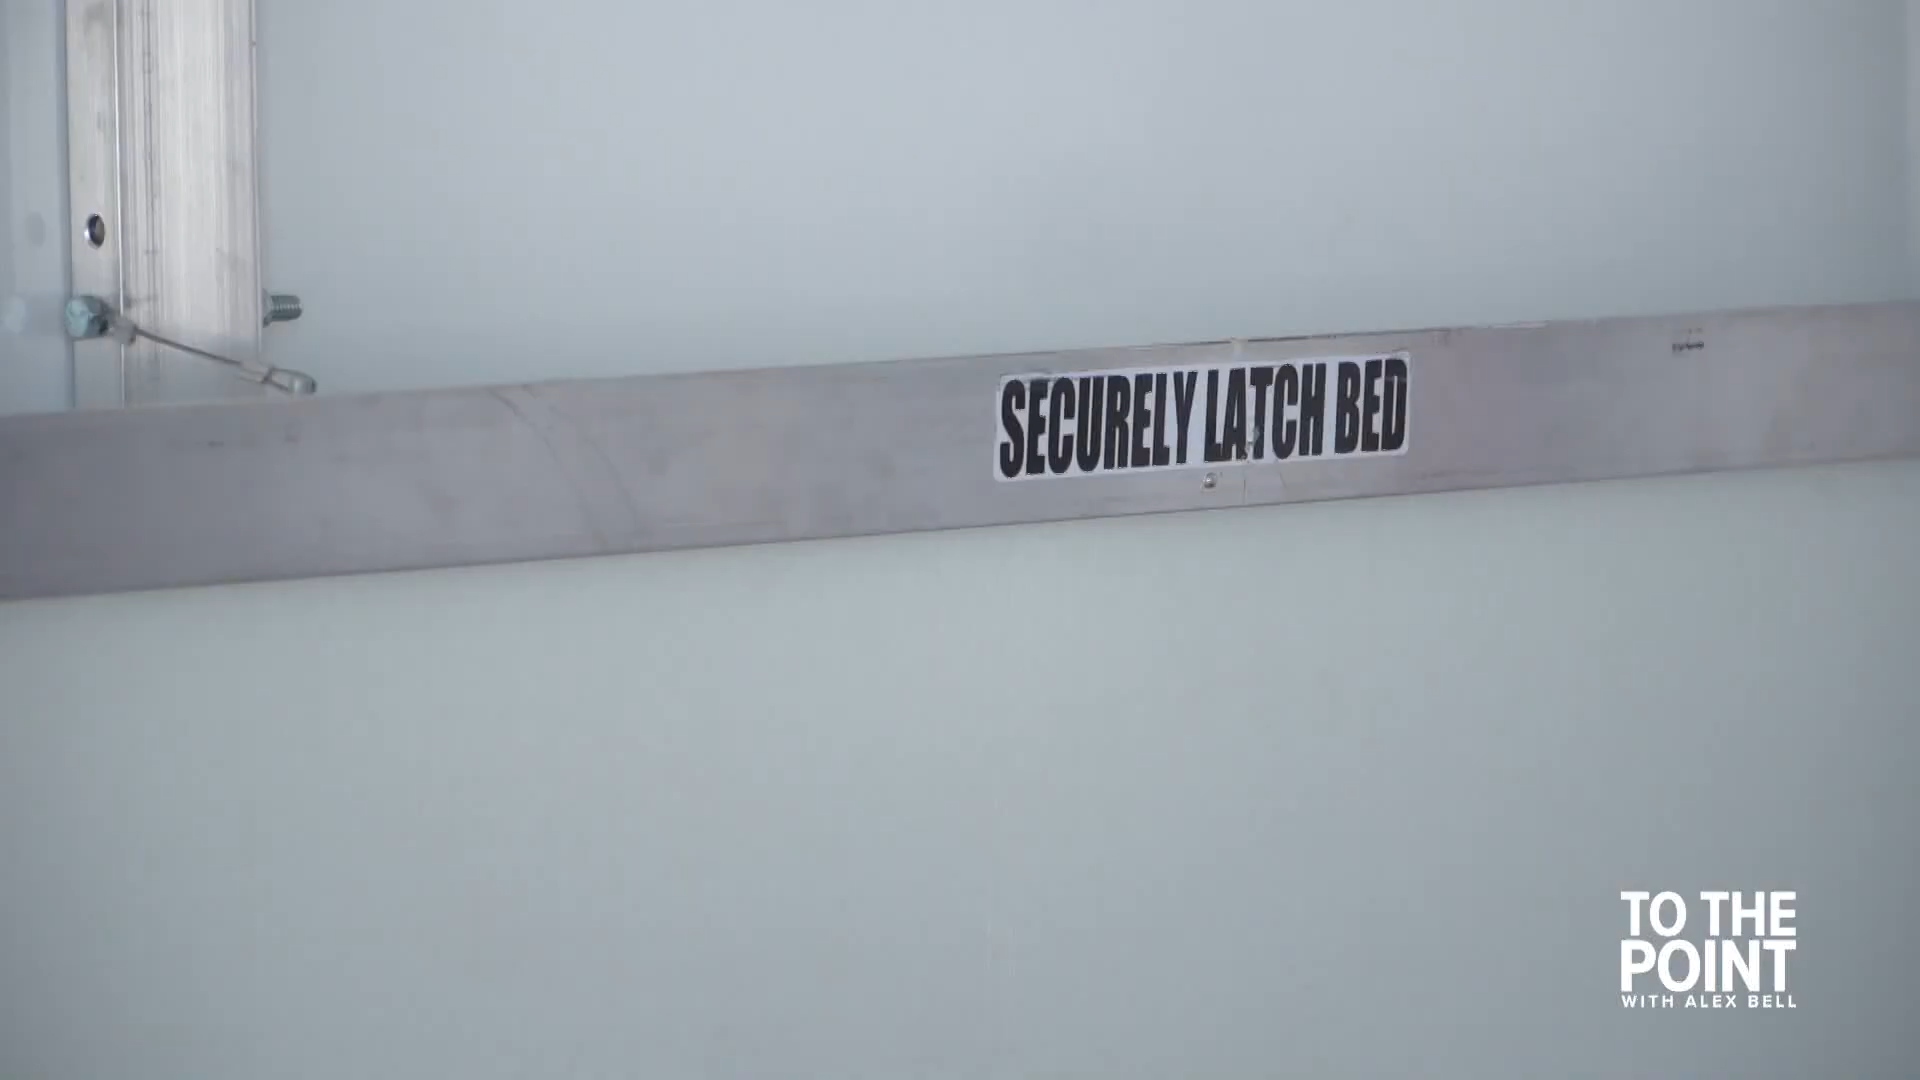 SECURELY LATCH BED
TO THE
POINT
WITH ALEX BELL